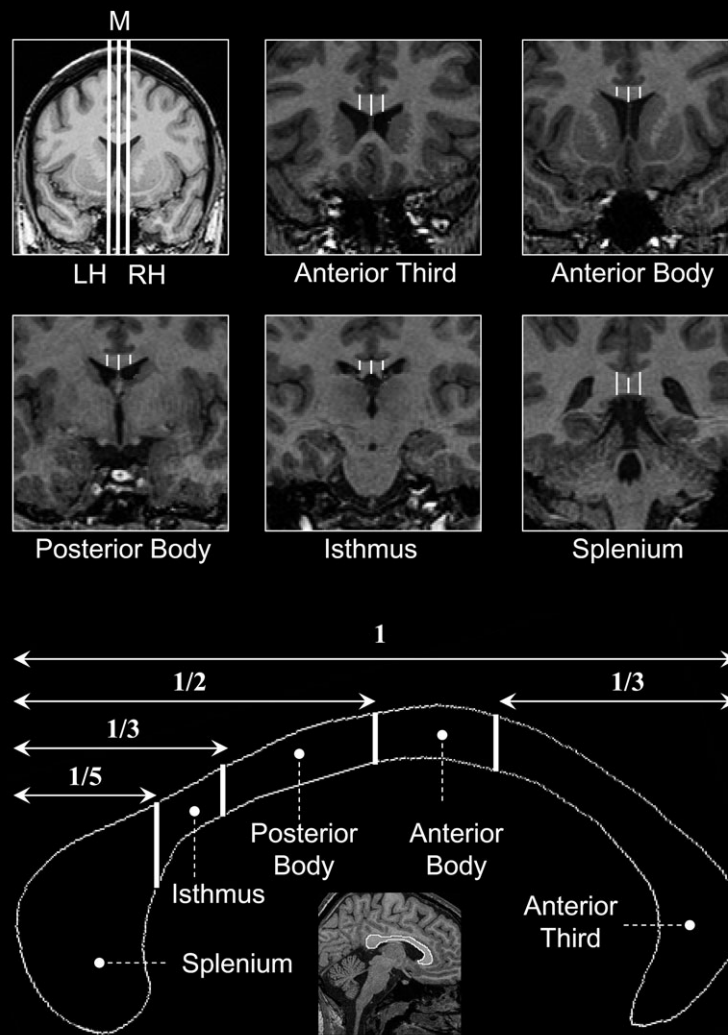 M
LH RH
Anterior Third
Anterior Body
Posterior Body
Isthmus
Splenium
1
1/2
1/3
1/3
1/5
Posterior
Body
Anterior
Body
Isthmus
Anterior
Third
Splenium